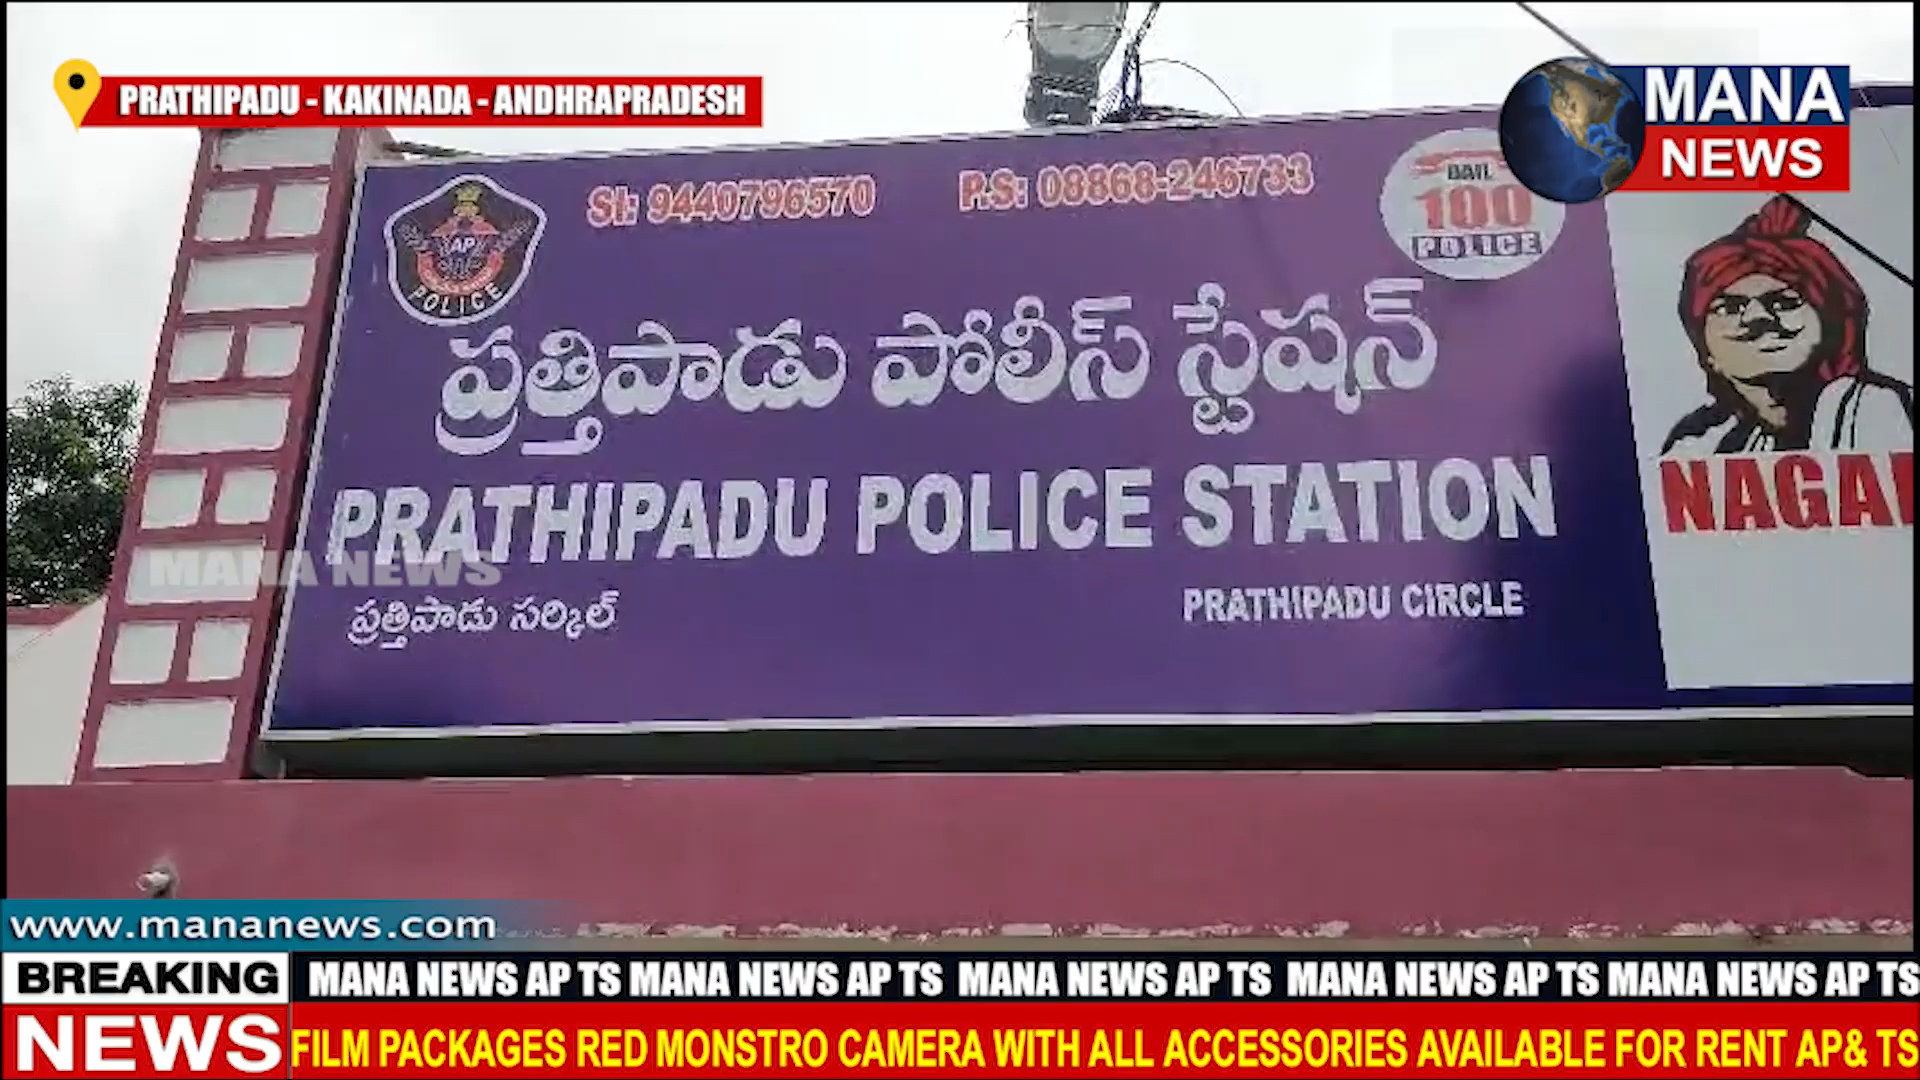 PRATHIPADU - KAKINADA - ANDHRAPRADESH
MANA
NEWS
SI: 9440796570
P.S: 08868-246733
100
POLICE
AP
POLICE
ప్రత్తిపాడు పోలీస్ స్టేషన్
PRATHIPADU POLICE STATION
MANA NEWS
ప్రత్తిపాడు సర్కిల్
PRATHIPADU CIRCLE
www.mananews.com
BREAKING
NEWS
MANA NEWS AP TS MANA NEWS AP TS MANA NEWS AP TS MANA NEWS AP TS MANA NEWS AP TS
FILM PACKAGES RED MONSTRO CAMERA WITH ALL ACCESSORIES AVAILABLE FOR RENT AP& TS